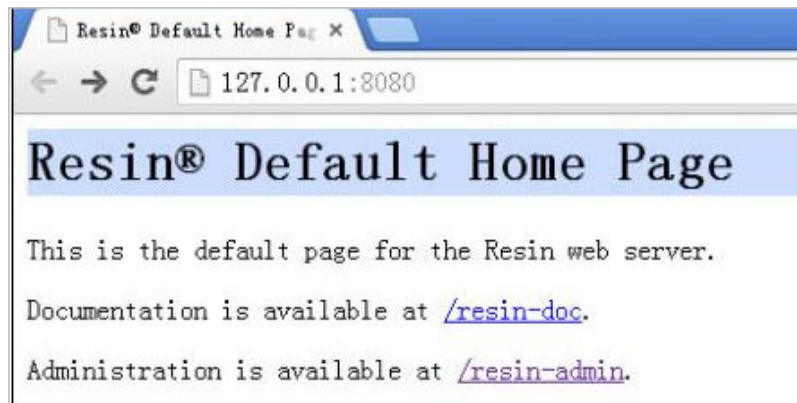 Resin® Default Home Pag
127.0.0.1:8080
Resin® Default Home Page
This is the default page for the Resin web server.
Documentation is available at /resin-doc.
Administration is available at /resin-admin.